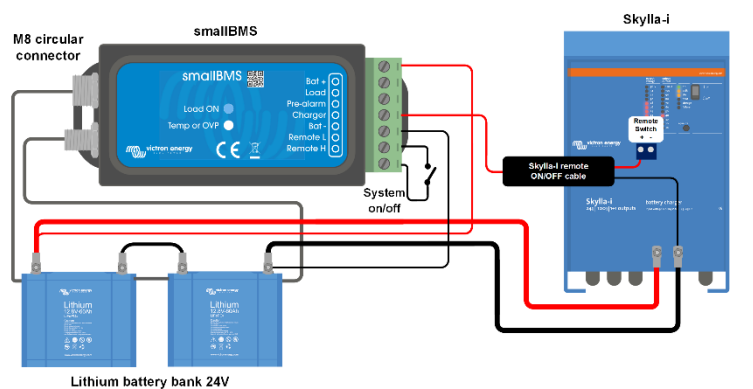 Skylla-i
smallBMS
M8 circular
connector
smallBMS
Bat +
Load
Pre-alarm
Charger
Bat -
Remote L
Remote H
Load ON
Temp or OVP
victron energy
CE
System
on/off
Remote
Switch
+ -
victron energy
Skylla-I remote
ON/OFF cable
Skylla-i
battery charger
Lithium
Lithium
Lithium battery bank 24V